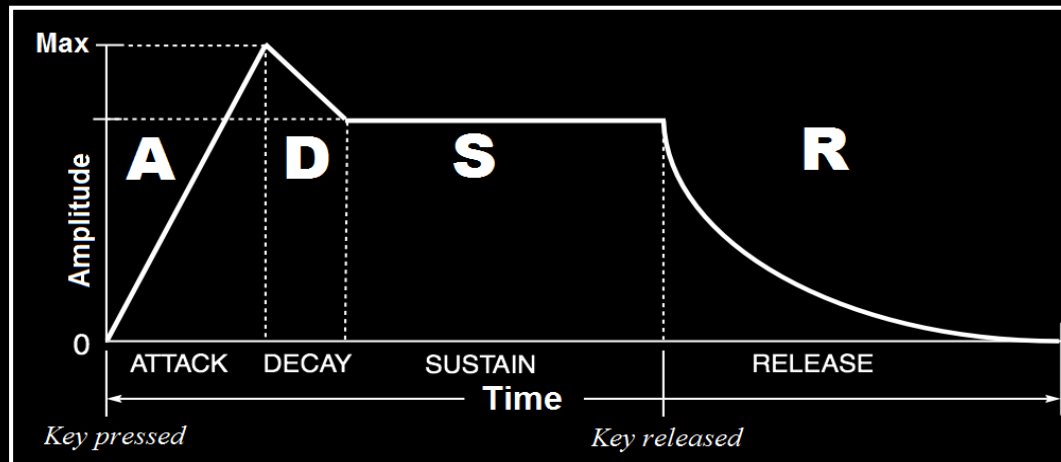 Max
A D S R
Amplitude
0
ATTACK DECAY SUSTAIN RELEASE
Time
Key pressed Key released